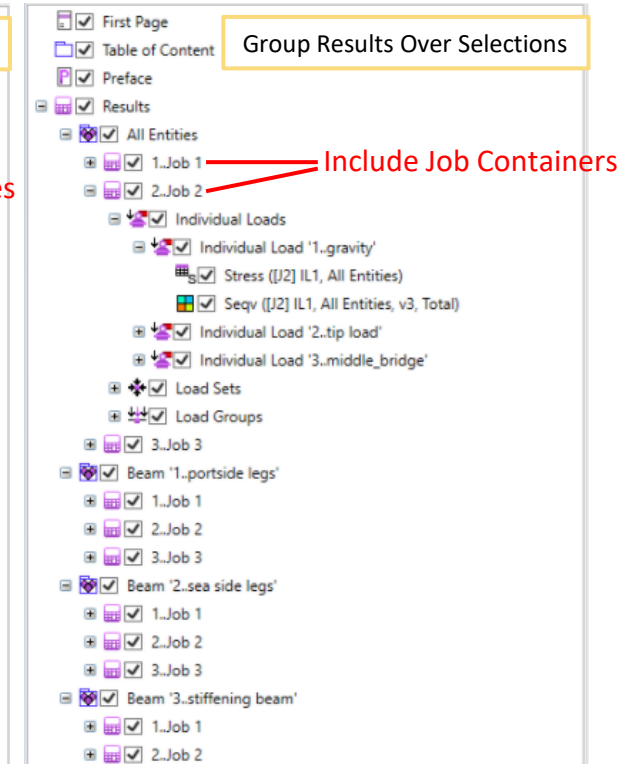 First Page
Group Results Over Selections
Table of Content
Preface
Results
All Entities
1..Job 1
Include Job Containers
2..Job 2
es
Individual Loads
Individual Load '1..gravity'
Stress ([J2] IL1, All Entities)
Seqv ([J2] IL1, All Entities, v3, Total)
Individual Load '2..tip load'
Individual Load '3..middle_bridge'
Load Sets
Load Groups
3..Job 3
Beam '1..portside legs'
1..Job 1
2..Job 2
3..Job 3
Beam '2..sea side legs'
1..Job 1
2..Job 2
3..Job 3
Beam '3..stiffening beam'
1..Job 1
2..Job 2